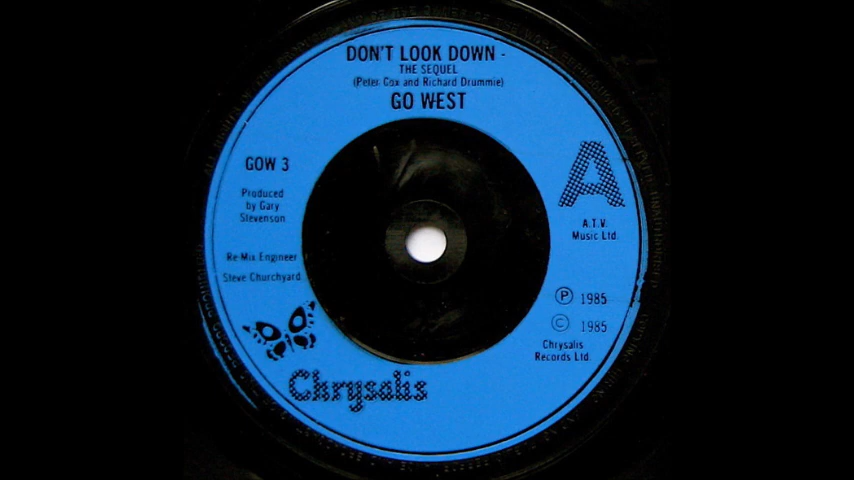 DON'T LOOK DOWN -
THE SEQUEL
(Peter Cox and Richard Drummie)
GO WEST
GOW 3
Produced
by Gary
Stevenson
Re-Mix Engineer
Steve Churchyard
A
A.T.V.
Music Ltd.
Ⓟ 1985
© 1985
Chrysalis
Records Ltd.
Chrysalis